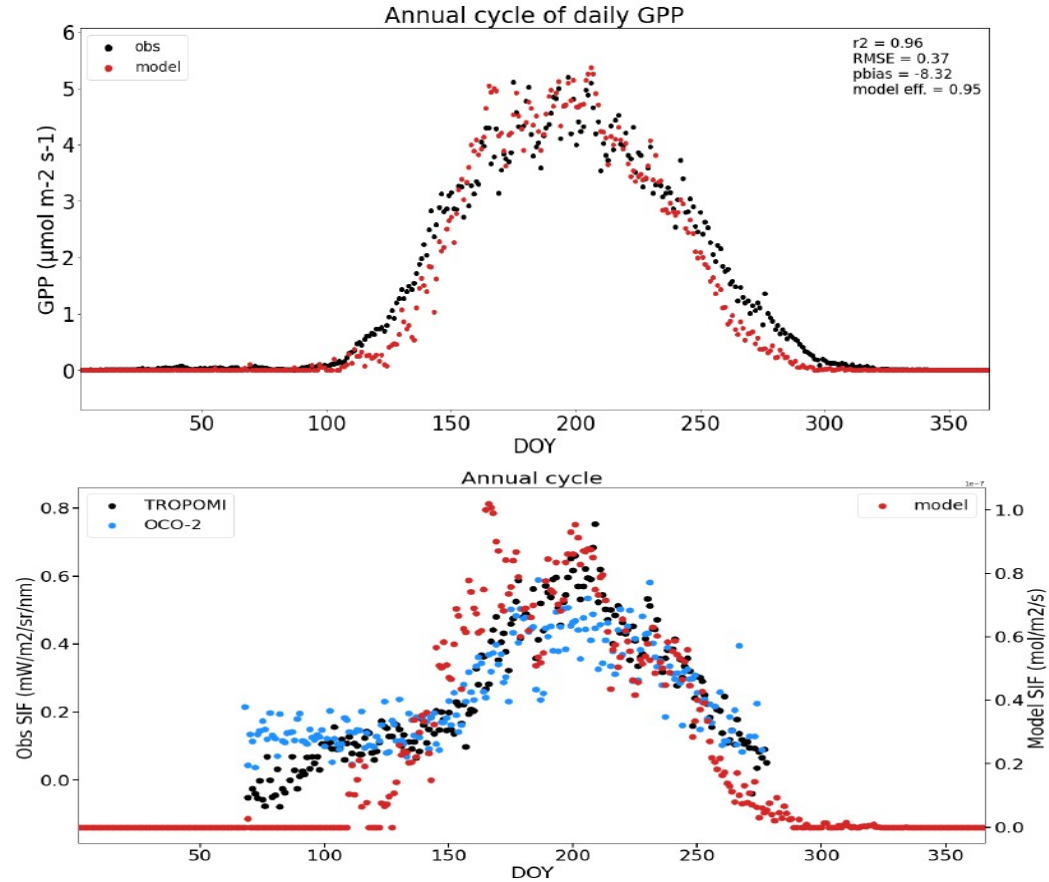 Annual cycle of daily GPP
obs
model
r2 = 0.96
RMSE = 0.37
pbias = -8.32
model eff. = 0.95
GPP (μmol m-2 s-1)
6
5
4
3
2
1
0
50 100 150 200 250 300 350
DOY
Annual cycle
1e-7
TROPOMI
OCO-2
model
Obs SIF (mW/m2/sr/nm)
0.8
0.6
0.4
0.2
0.0
1.0
0.8
0.6
0.4
0.2
0.0
Model SIF (mol/m2/s)
50 100 150 200 250 300 350
DOY